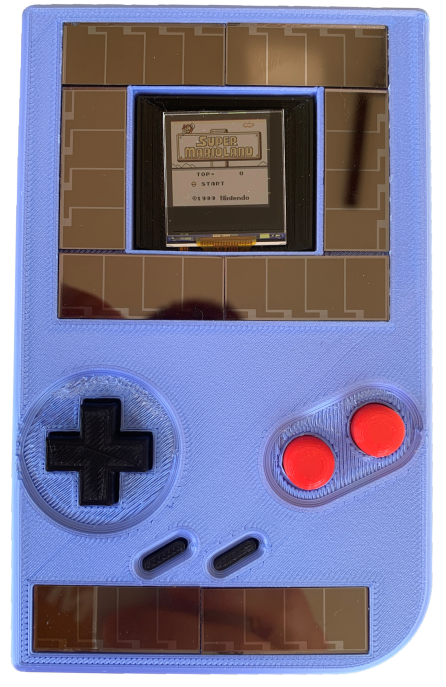 SUPER
MARIOLAND
TOP- 0
START
©1989 Nintendo